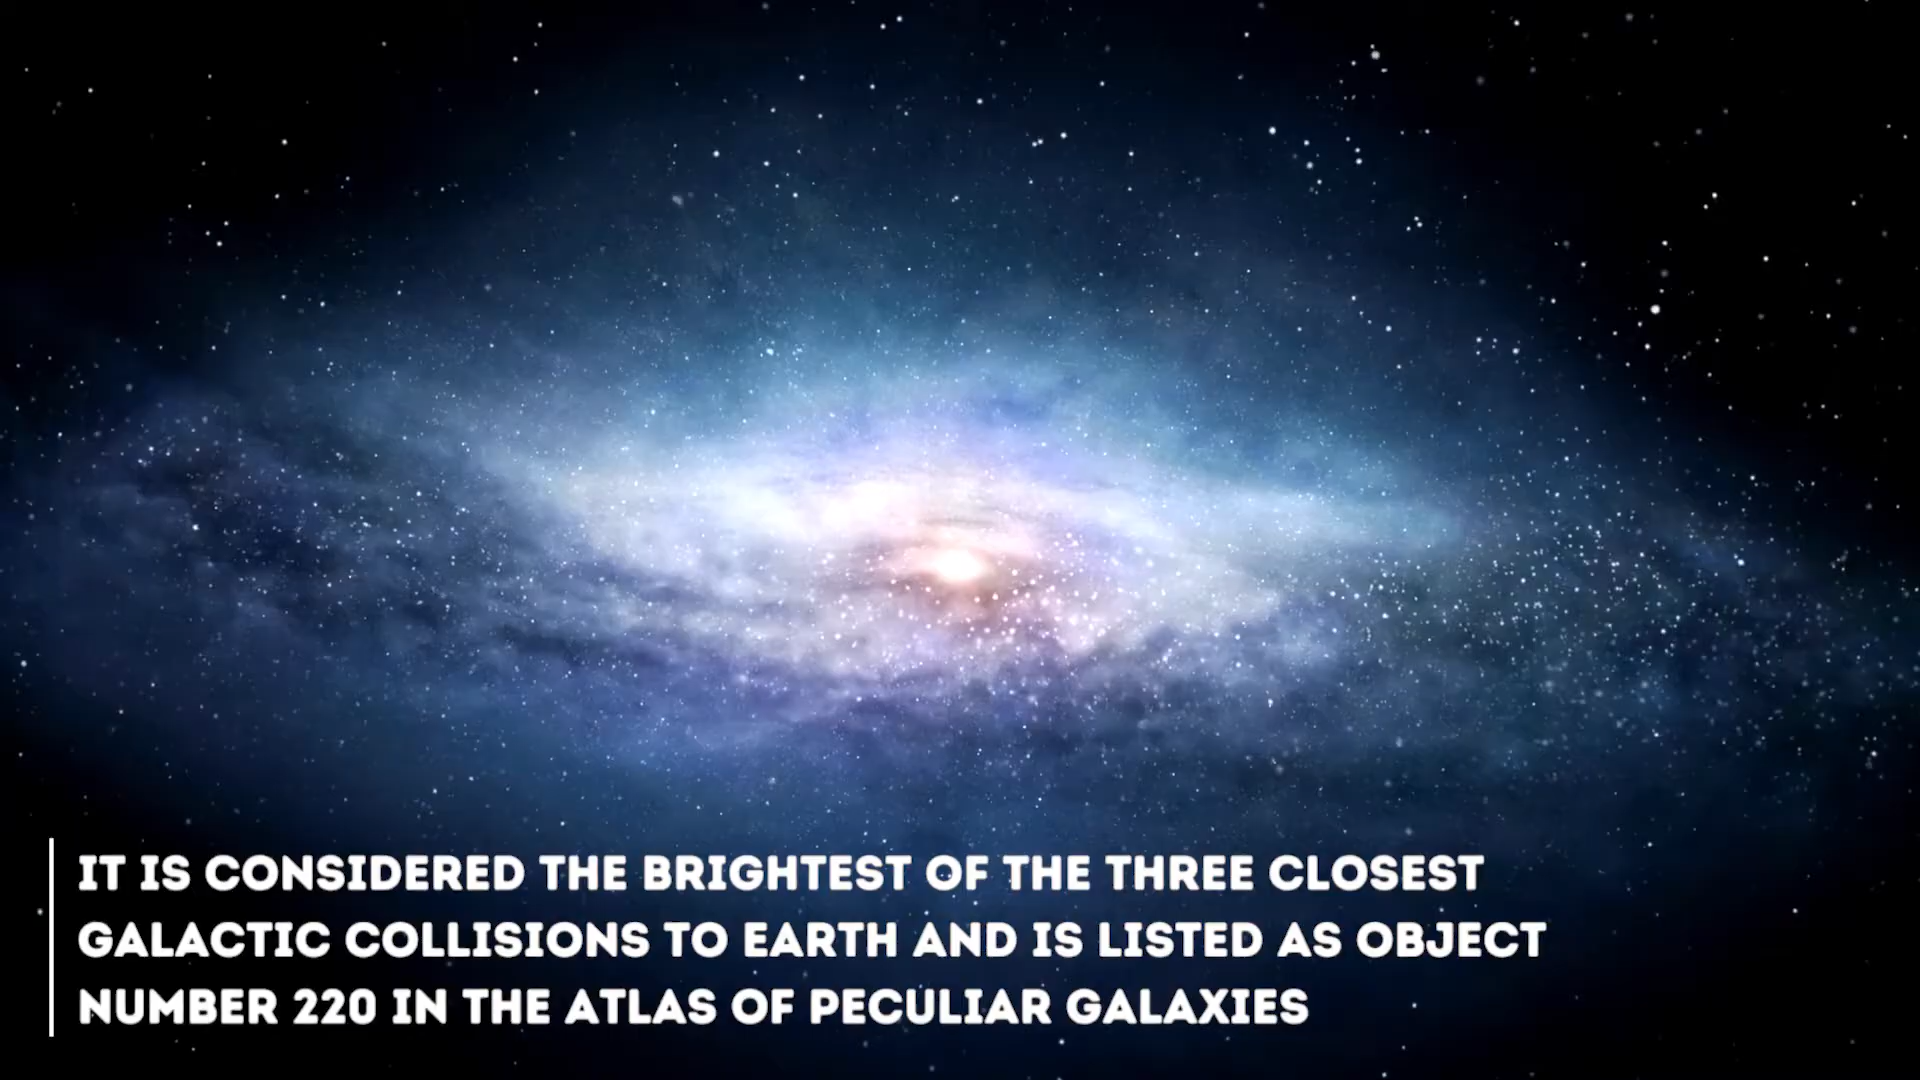 IT IS CONSIDERED THE BRIGHTEST OF THE THREE CLOSEST
GALACTIC COLLISIONS TO EARTH AND IS LISTED AS OBJECT
NUMBER 220 IN THE ATLAS OF PECULIAR GALAXIES